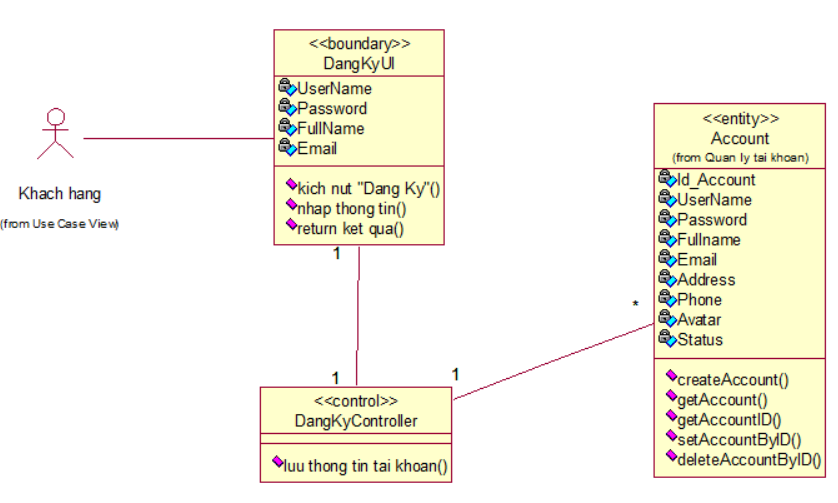 <<boundary>>
DangKyUI
UserName
Password
FullName
Email
kich nut "Dang Ky"()
nhap thong tin()
return ket qua()
Khach hang
(from Use Case View)
1
1
<<control>>
DangKyController
luu thong tin tai khoan()
1
*
<<entity>>
Account
(from Quan ly tai khoan)
Id_Account
UserName
Password
Fullname
Email
Address
Phone
Avatar
Status
createAccount()
getAccount()
getAccountID()
setAccountByID()
deleteAccountByID()